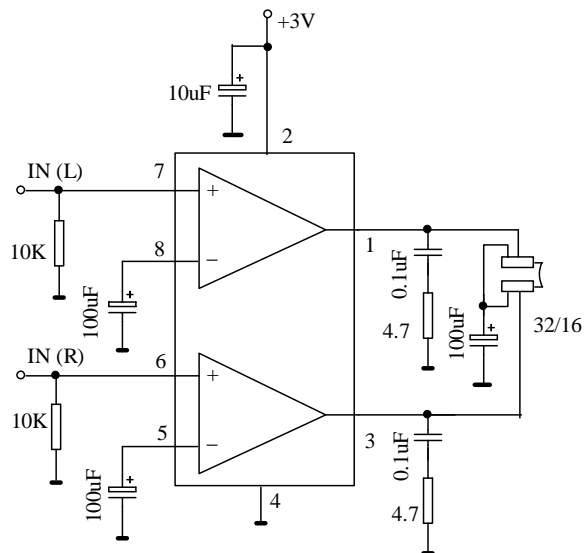 +3V
+
10uF
2
IN (L)
7
+
10K
8
−
+
100uF
1
0.1uF
4.7
+
100uF
32/16
IN (R)
6
+
10K
5
−
+
100uF
3
0.1uF
4.7
4